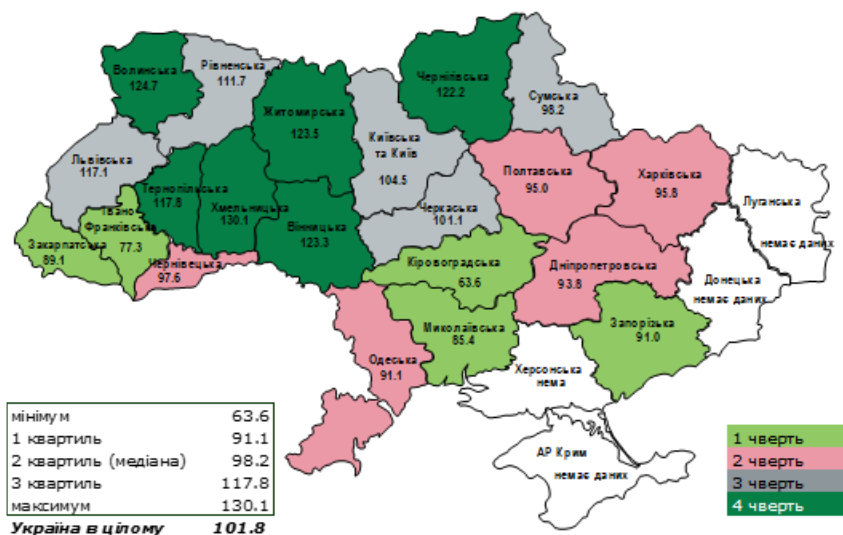 Волинська
124.7
Рівненська
111.7
Житомирська
123.5
Київська
та Київ
104.5
Чернігівська
122.2
Сумська
98.2
Львівська
117.1
Тернопільська
117.8
Хмельницька
130.1
Вінницька
123.3
Черкаська
101.1
Полтавська
95.0
Харківська
95.8
Луганська
немає даних
Івано
Франківська
77.3
Закарпатська
89.1
Чернівецька
97.6
Кіровоградська
63.6
Дніпропетровська
93.8
Донецька
немає даних
Миколаївська
85.4
Запорізька
91.0
Одеська
91.1
Херсонська
нема
АР Крим
немає даних
мінімум 63.6
1 квартиль 91.1
2 квартиль (медіана) 98.2
3 квартиль 117.8
максимум 130.1
Україна в цілому 101.8
1 чверть
2 чверть
3 чверть
4 чверть